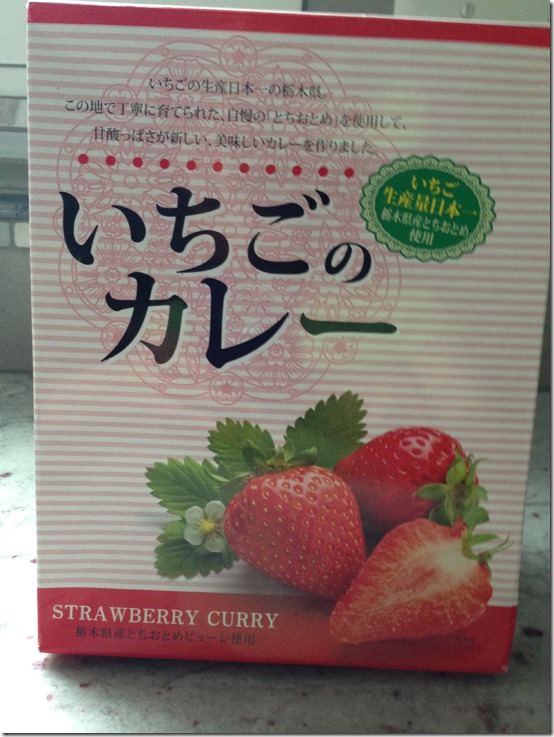 いちごの生産日本一の栃木県。
この地で丁寧に育てられた、自慢の「とちおとめ」を使用して、
甘酸っぱさが新しい、美味しいカレーを作りました。
いちご
生産量日本一
栃木県産とちおとめ
使用
いちごの
カレー
STRAWBERRY CURRY
栃木県産とちおとめピューレ使用